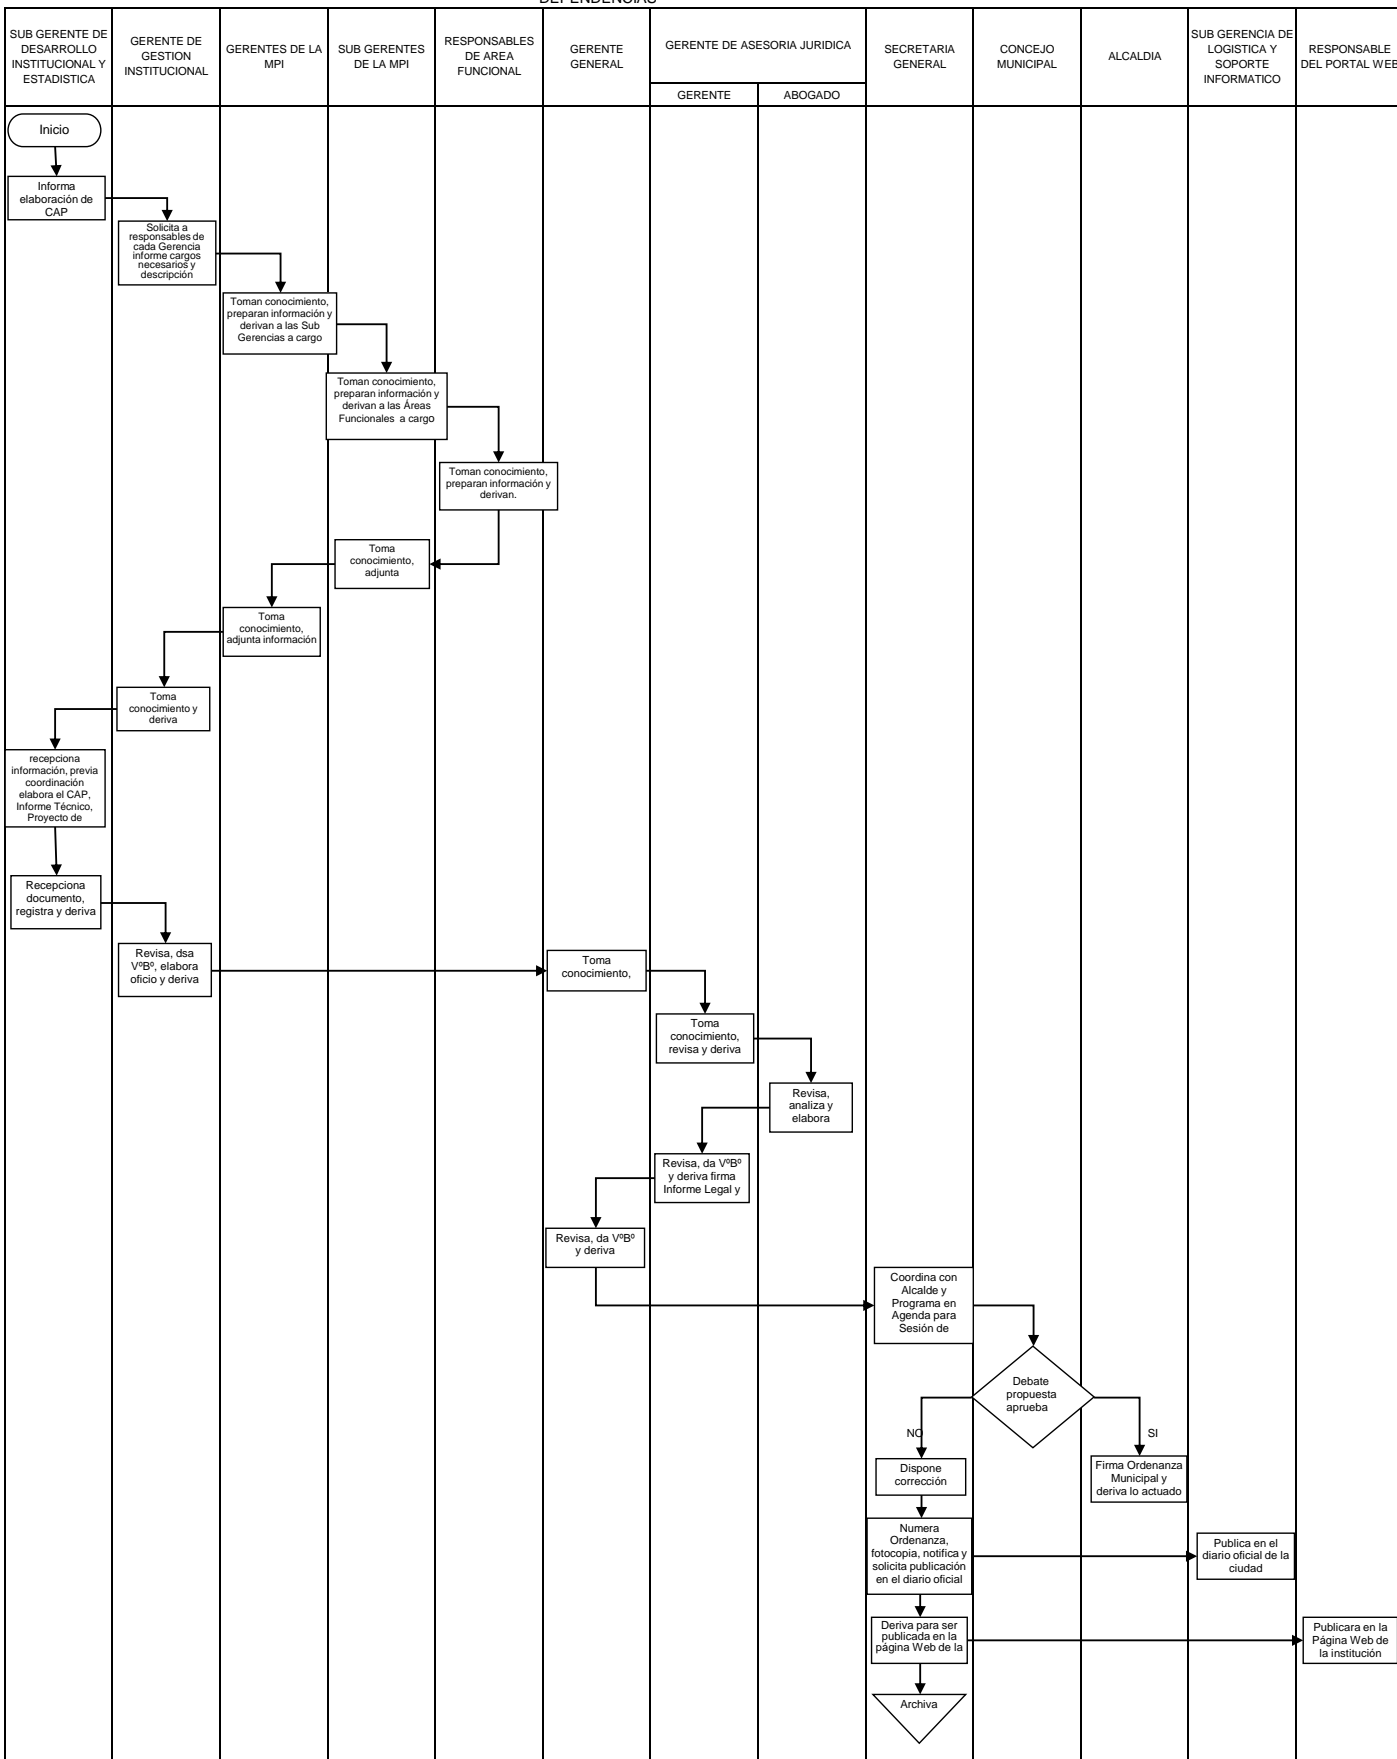 SUB GERENTE DE
DESARROLLO
INSTITUCIONAL Y
ESTADISTICA
GERENTE DE
GESTION
INSTITUCIONAL
GERENTES DE LA
MPI
SUB GERENTES
DE LA MPI
RESPONSABLES
DE AREA
FUNCIONAL
GERENTE
GENERAL
GERENTE DE ASESORIA JURIDICA
GERENTE
ABOGADO
SECRETARIA
GENERAL
CONCEJO
MUNICIPAL
ALCALDIA
SUB GERENCIA DE
LOGISTICA Y
SOPORTE
INFORMATICO
RESPONSABLE
DEL PORTAL WEB
Inicio
Informa
elaboración de
CAP
Solicita a
responsables de
cada Gerencia
informe cargos
necesarios y
descripción
Toman conocimiento,
preparan información y
derivan a las Sub
Gerencias a cargo
Toman conocimiento,
preparan información y
derivan a las Áreas
Funcionales a cargo
Toman conocimiento,
preparan información y
derivan.
Toma
conocimiento,
adjunta
Toma
conocimiento,
adjunta información
Toma
conocimiento y
deriva
recepciona
información, previa
coordinación
elabora el CAP,
Informe Técnico,
Proyecto de
Recepciona
documento,
registra y deriva
Revisa, dsa
VºBº, elabora
oficio y deriva
Toma
conocimiento,
Toma
conocimiento,
revisa y deriva
Revisa,
analiza y
elabora
Revisa, da VºBº
y deriva firma
Informe Legal y
Revisa, da VºBº
y deriva
Coordina con
Alcalde y
Programa en
Agenda para
Sesión de
Debate
propuesta
aprueba
NO
SI
Dispone
corrección
Firma Ordenanza
Municipal y
deriva lo actuado
Numera
Ordenanza,
fotocopia, notifica y
solicita publicación
en el diario oficial
Publica en el
diario oficial de la
ciudad
Deriva para ser
publicada en la
página Web de la
Publicara en la
Página Web de
la institución
Archiva